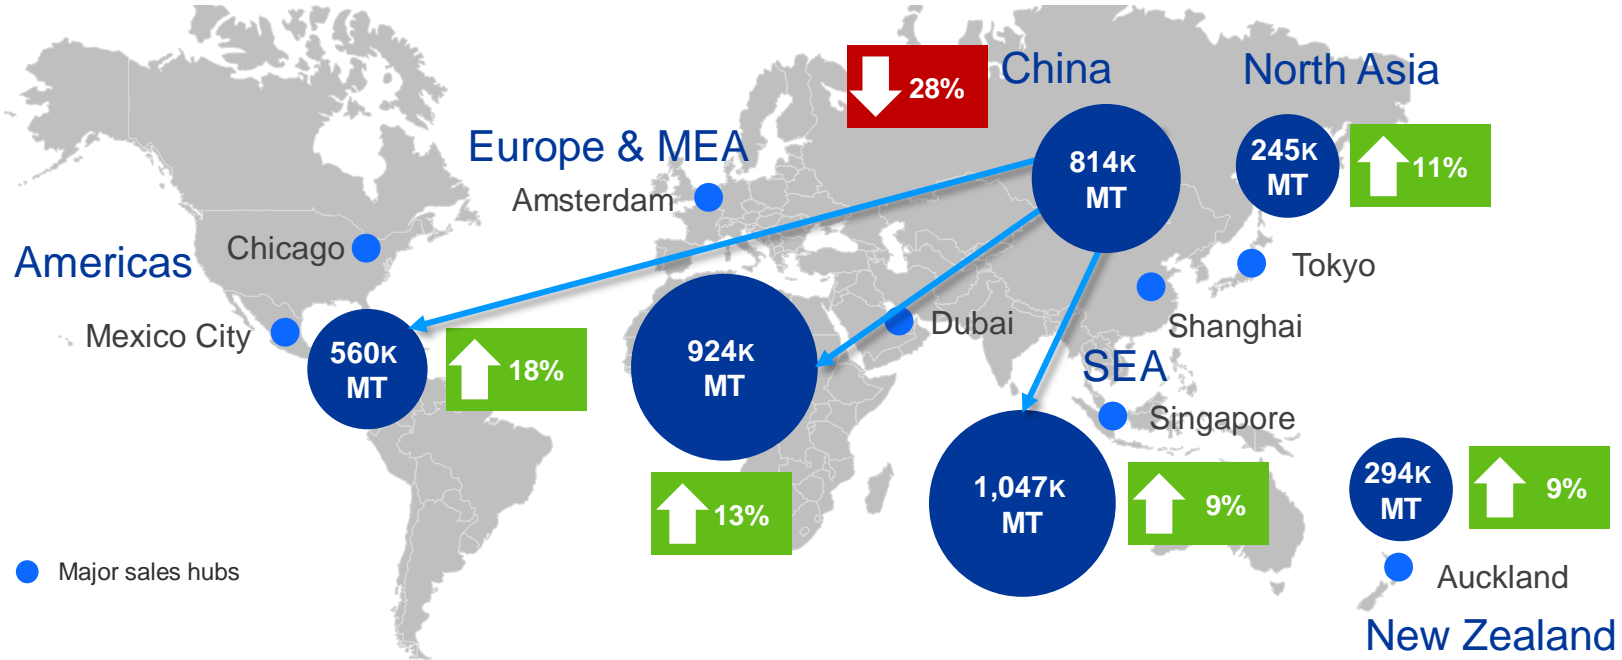 28%
China
North Asia
814K
MT
245K
MT
11%
Europe & MEA
Amsterdam
Americas
Chicago
Tokyo
Mexico City
Dubai
Shanghai
560K
MT
18%
924K
MT
13%
SEA
Singapore
1,047K
MT
9%
294K
MT
9%
Auckland
New Zealand
Major sales hubs